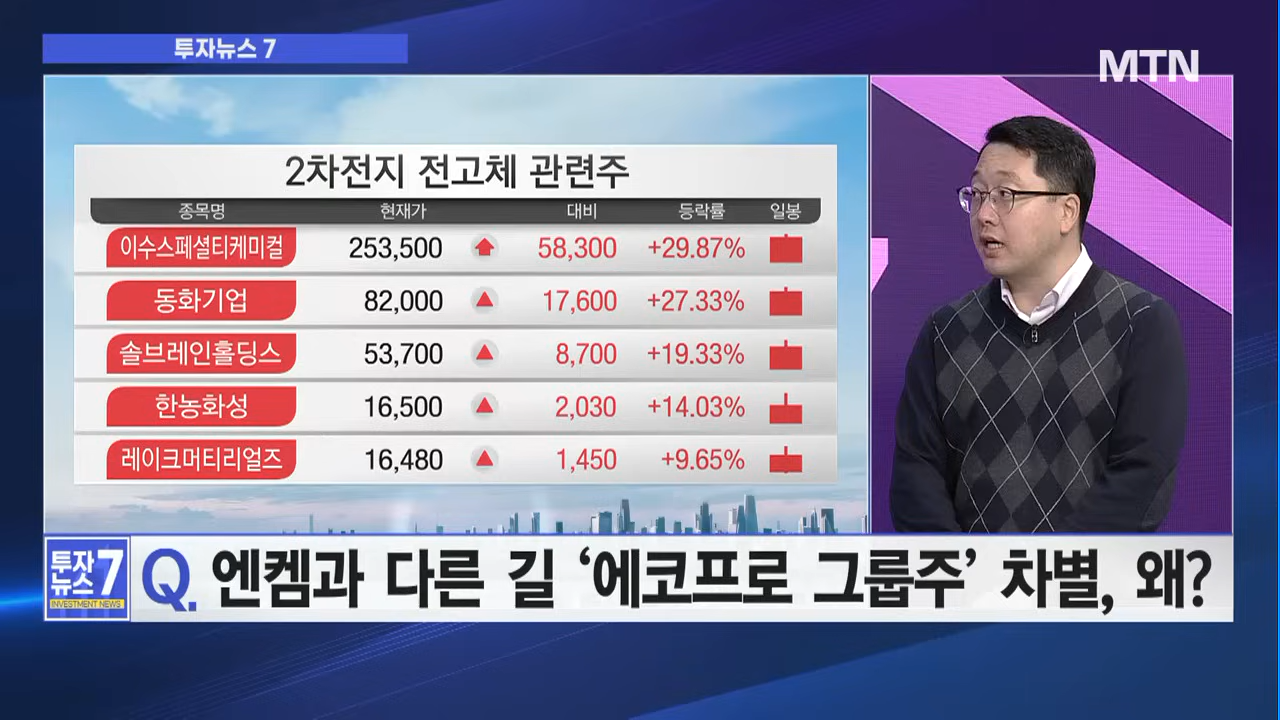 투자뉴스 7
MTN
2차전지 전고체 관련주
종목명 현재가 대비 등락률 일봉
이수스페셜티케미컬 253,500 58,300 +29.87%
동화기업 82,000 17,600 +27.33%
솔브레인홀딩스 53,700 8,700 +19.33%
한농화성 16,500 2,030 +14.03%
레이크머티리얼즈 16,480 1,450 +9.65%
투자
뉴스 7
INVESTMENT NEWS
Q. 엔켐과 다른 길 ‘에코프로 그룹주’ 차별, 왜?